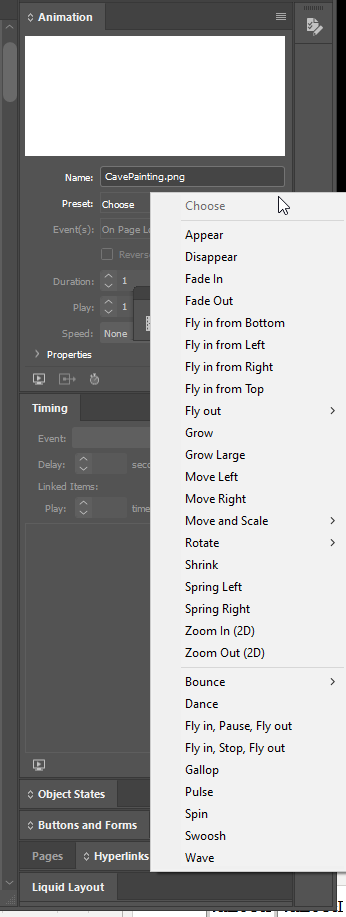 Animation
Name: CavePainting.png
Preset: Choose
Choose
Event(s): On Page Lo
Appear
Reverse
Disappear
Duration: 1
Fade In
Play: 1
Fade Out
Speed: None
Fly in from Bottom
Properties
Fly in from Left
Fly in from Right
Fly in from Top
Timing
Fly out
Event:
Grow
Delay: seco
Grow Large
Linked Items:
Move Left
Play: time
Move Right
Move and Scale
Rotate
Shrink
Spring Left
Spring Right
Zoom In (2D)
Zoom Out (2D)
Bounce
Dance
Fly in, Pause, Fly out
Fly in, Stop, Fly out
Gallop
Object States
Pulse
Buttons and Forms
Spin
Swoosh
Pages Hyperlinks
Wave
Liquid Layout